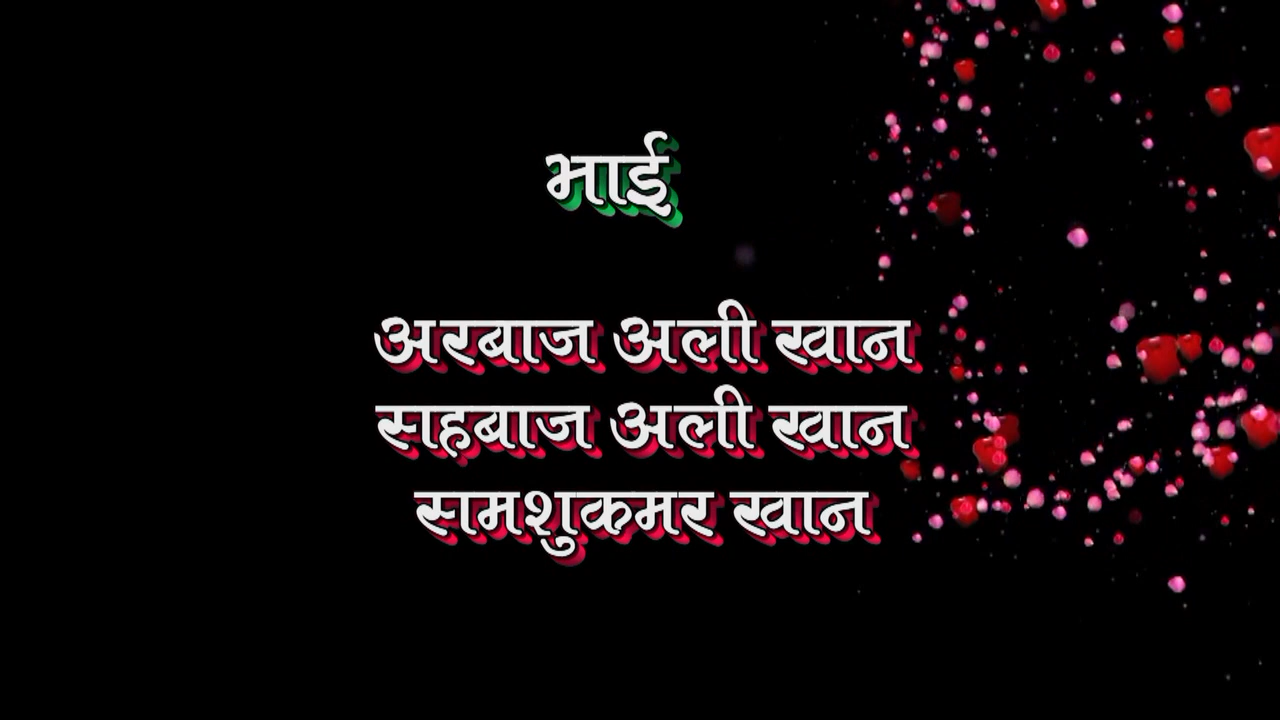 भाई
अरबाज अली खान
सहबाज अली खान
समशुकमर खान